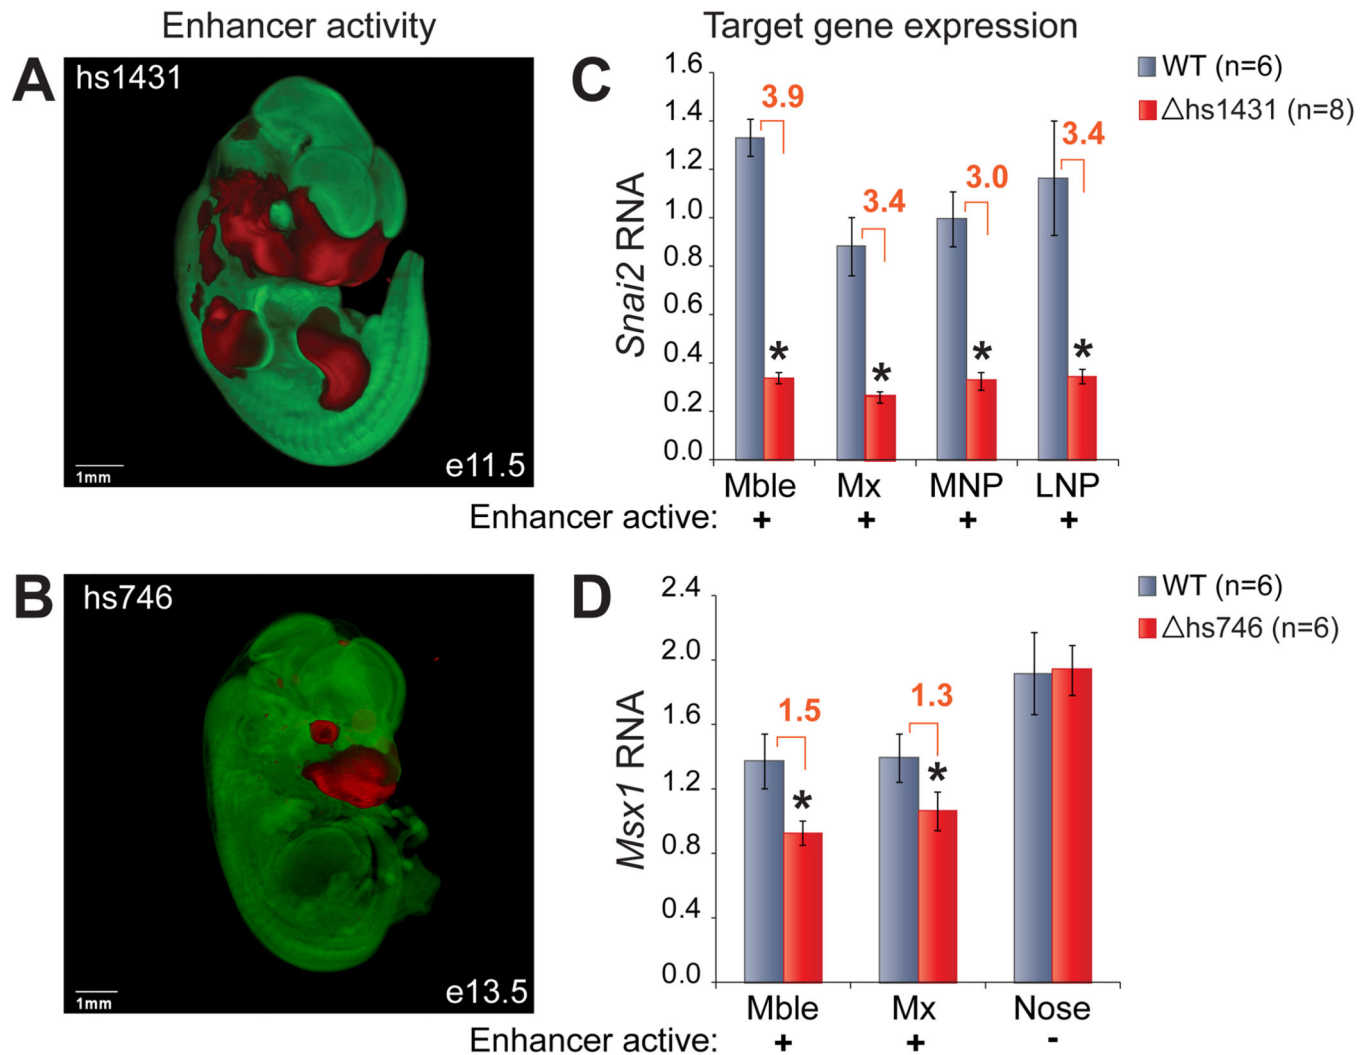 Enhancer activity
Target gene expression
A
hs1431
1mm
e11.5
C
Snai2 RNA
1.6
1.4
1.2
1.0
0.8
0.6
0.4
0.2
0.0
3.9
3.4
3.0
3.4
* * * *
WT (n=6)
△hs1431 (n=8)
Mble Mx MNP LNP
Enhancer active: + + + +
B
hs746
1mm
e13.5
D
Msx1 RNA
2.4
2.0
1.6
1.2
0.8
0.4
0.0
1.5
1.3
* *
WT (n=6)
△hs746 (n=6)
Mble Mx Nose
Enhancer active: + + -